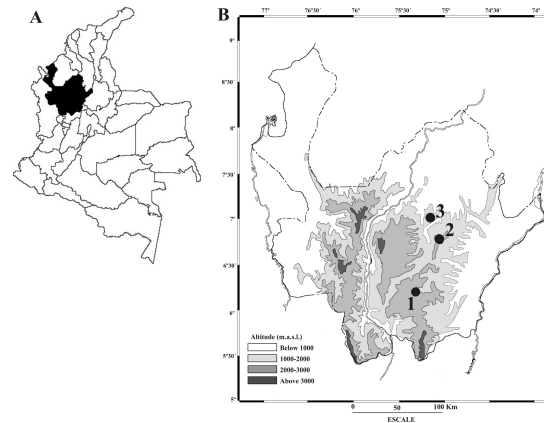 A
B
77° 76°30' 76° 75°30' 75° 74°30' 74°
9°
8°30'
8°
7°30'
7°
6°30'
6°
5°30'
5°
3
2
1
Altitude (m.a.s.l.)
Below 1000
1000-2000
2000-3000
Above 3000
0 50 100 Km
ESCALE